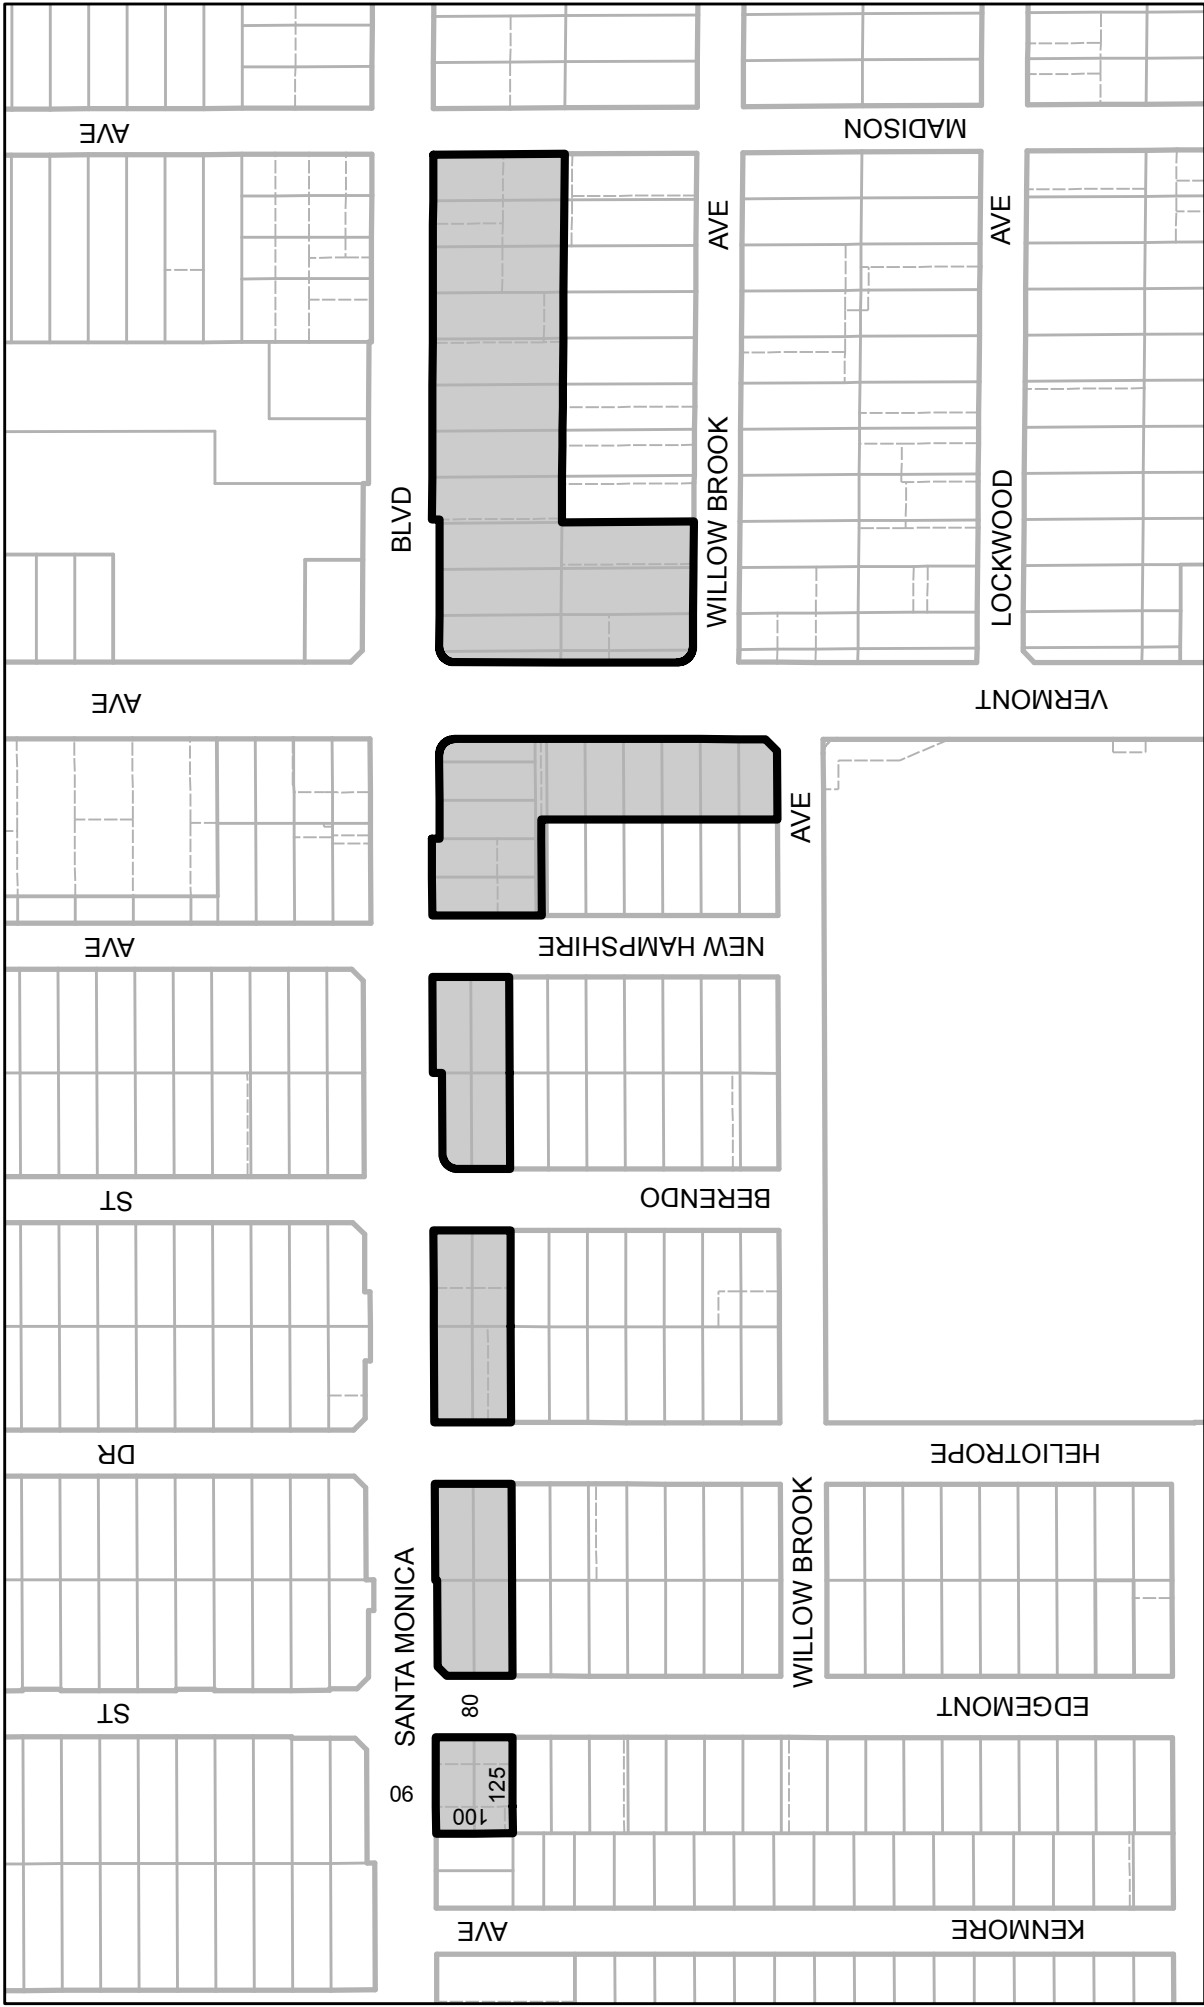 AVE
MADISON
AVE
AVE
BLVD
WILLOW BROOK
LOCKWOOD
AVE
VERMONT
AVE
AVE
NEW HAMPSHIRE
ST
BERENDO
DR
HELIOTROPE
SANTA MONICA
WILLOW BROOK
ST
80
EDGEMONT
90
100
125
AVE
KENMORE